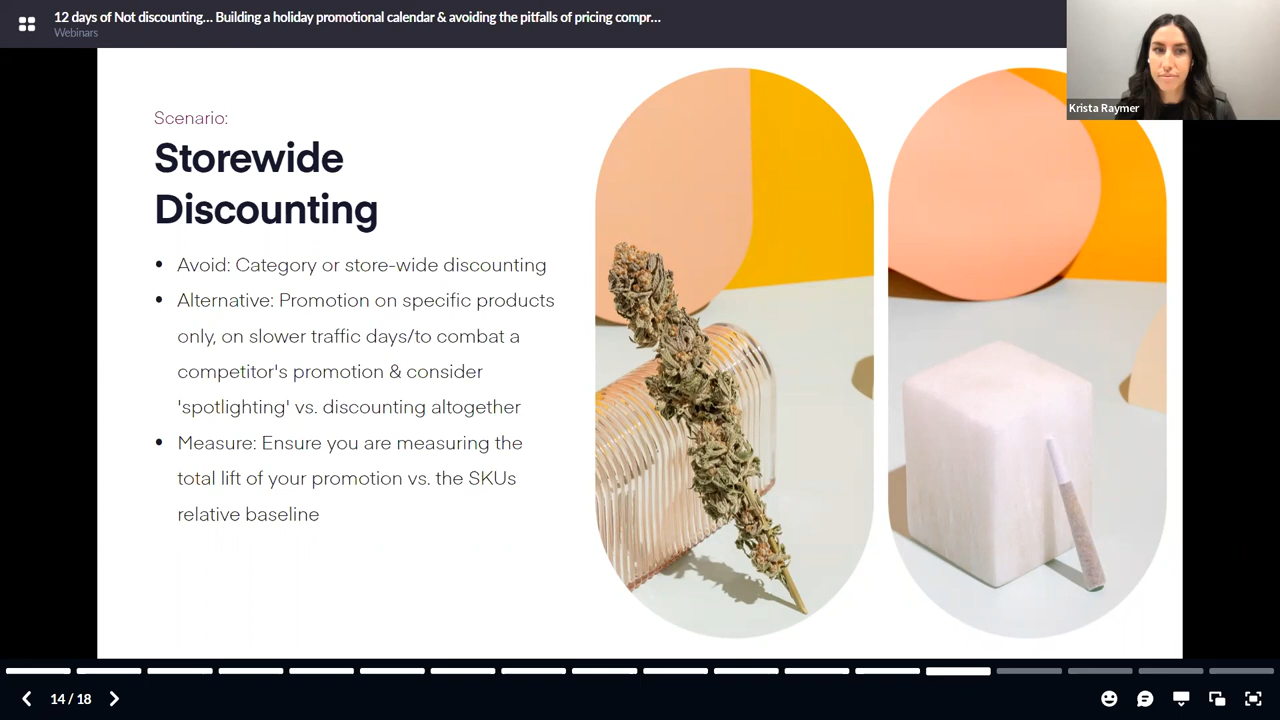 12 days of Not discounting... Building a holiday promotional calendar & avoiding the pitfalls of pricing compr...
Webinars
Krista Raymer
Scenario:
Storewide
Discounting
• Avoid: Category or store-wide discounting
• Alternative: Promotion on specific products
only, on slower traffic days/to combat a
competitor's promotion & consider
'spotlighting' vs. discounting altogether
• Measure: Ensure you are measuring the
total lift of your promotion vs. the SKUs
relative baseline
14 / 18